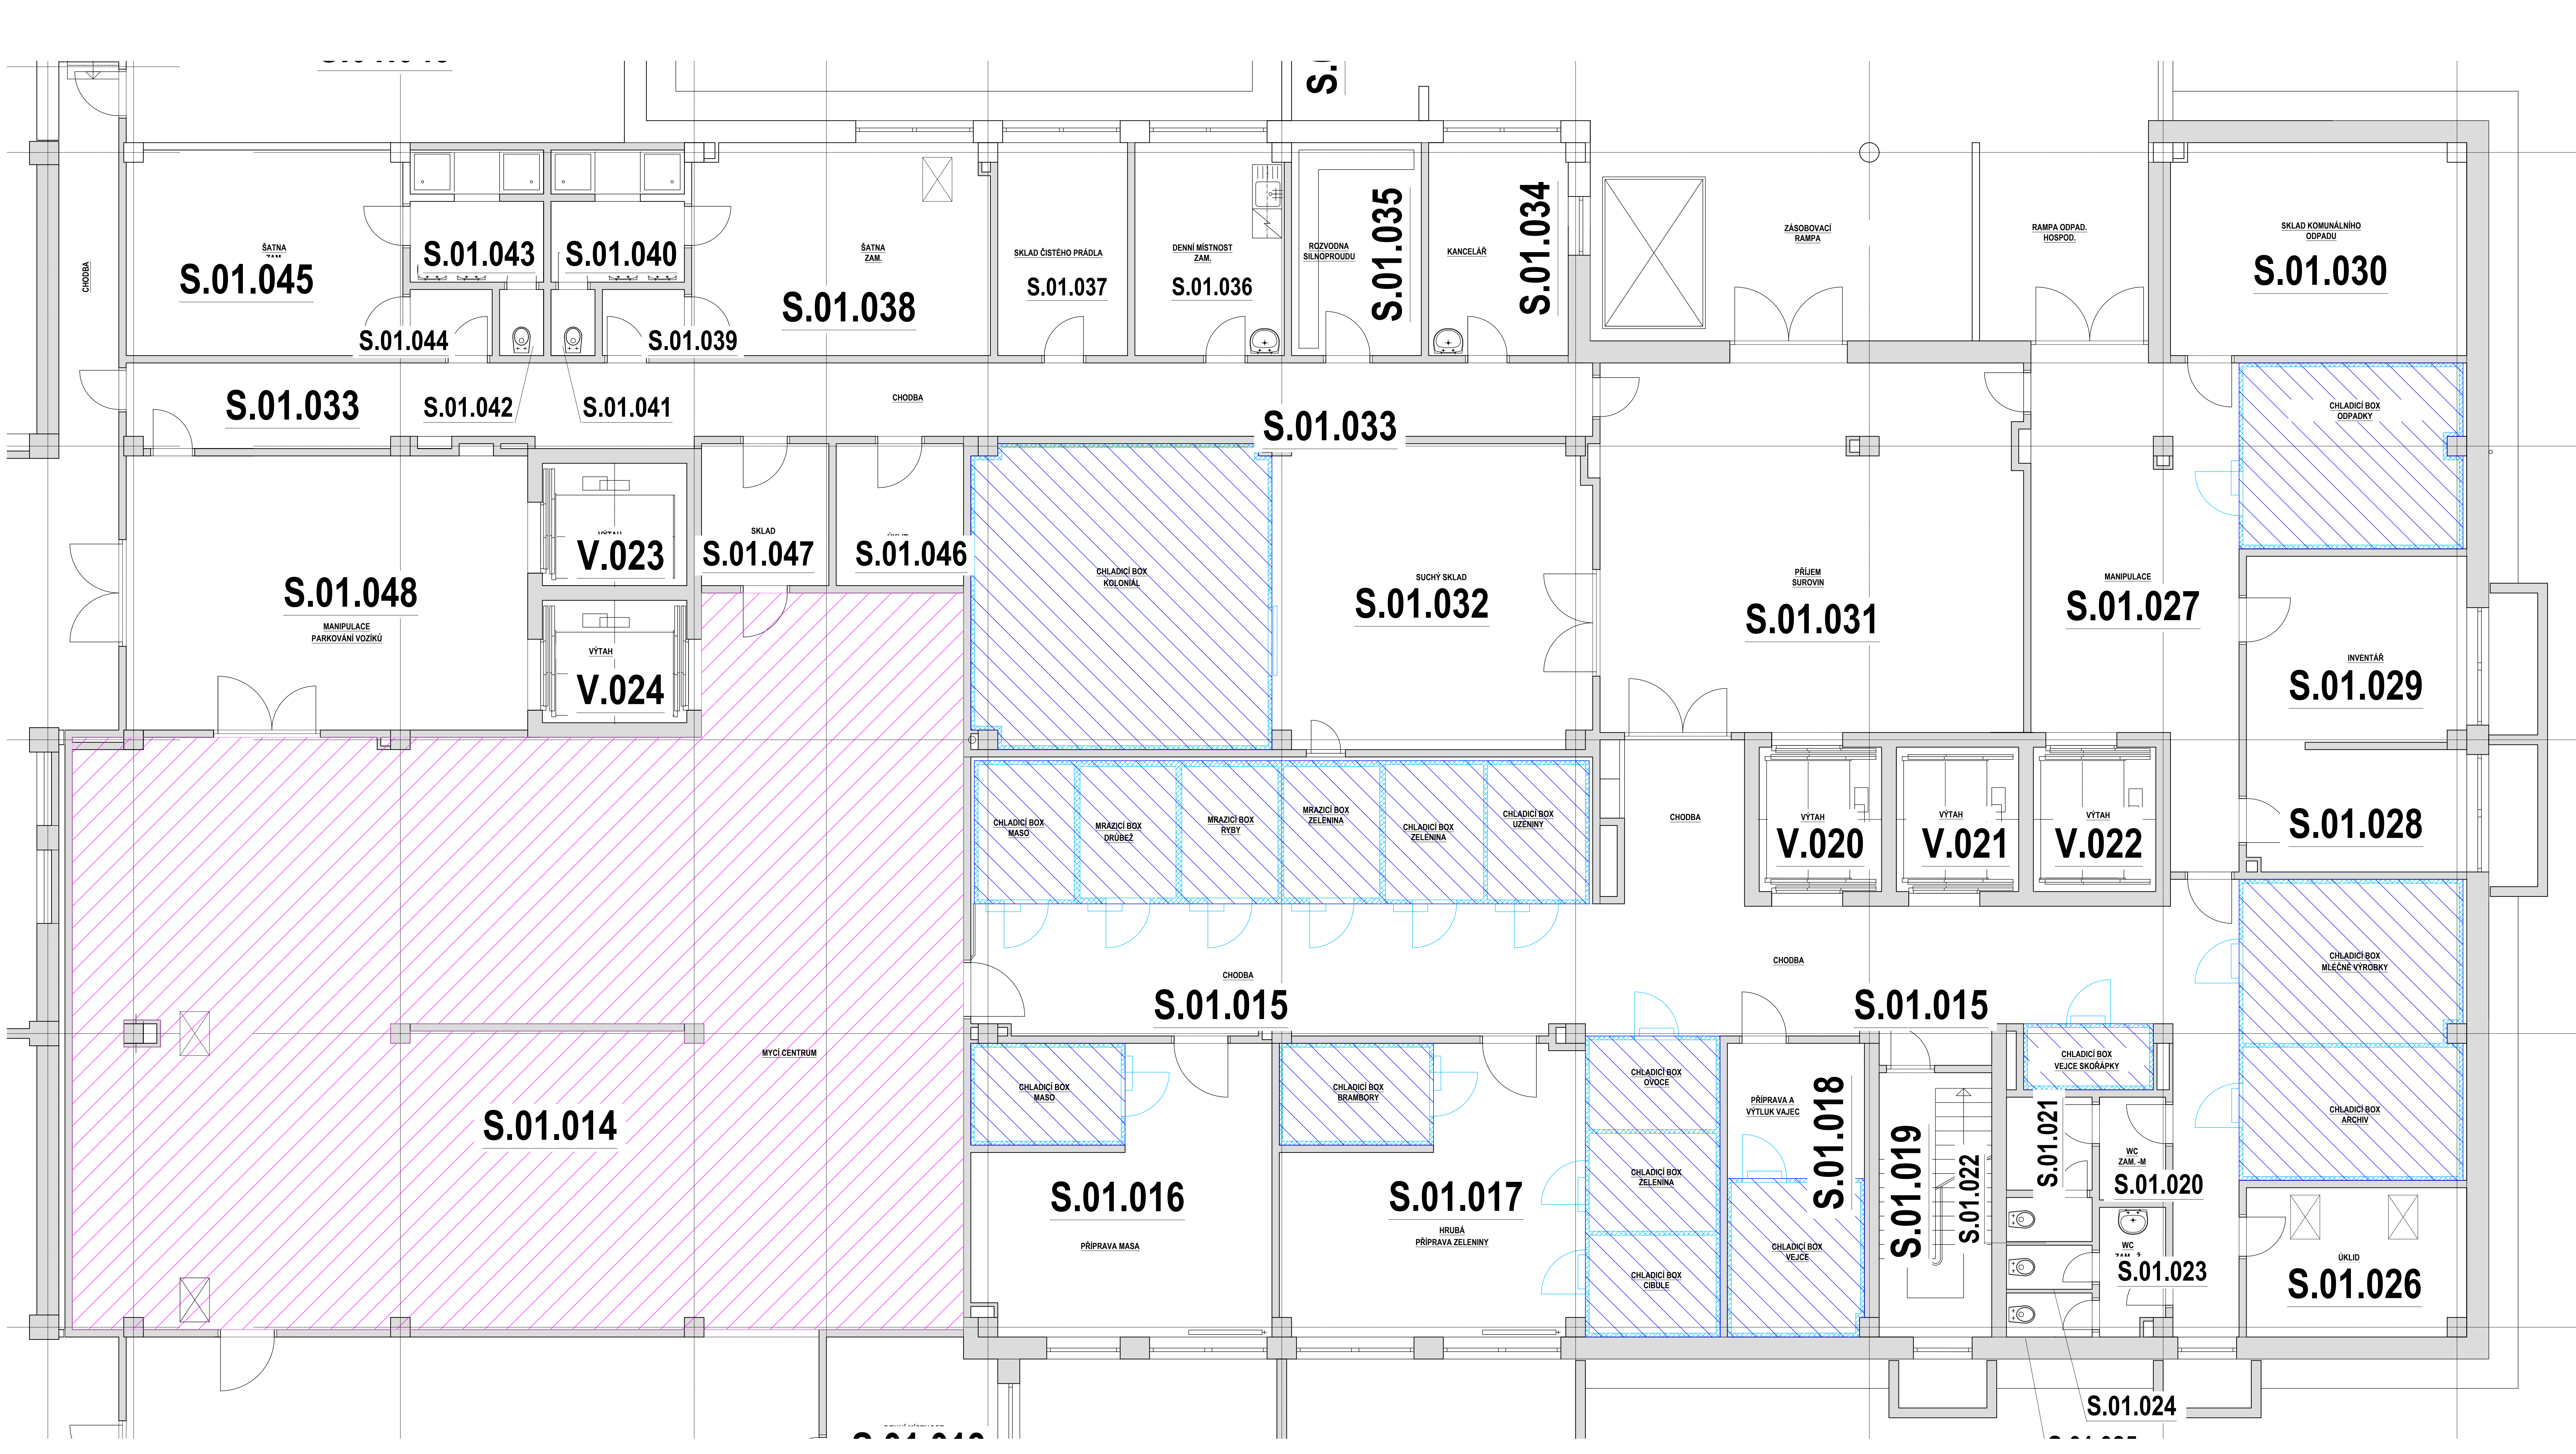 CHODBA
ŠATNA
S.01.045
S.01.043
S.01.040
S.01.044
S.01.039
ŠATNA
ZAM.
S.01.038
SKLAD ČISTÉHO PRÁDLA
S.01.037
DENNÍ MÍSTNOST
ZAM.
S.01.036
ROZVODNA
SILNOPROUDU
S.01.035
KANCELÁŘ
S.01.034
ZÁSOBOVACÍ
RAMPA
RAMPA ODPAD.
HOSPOD.
SKLAD KOMUNÁLNÍHO
ODPADU
S.01.030
S.01.033
S.01.042
S.01.041
CHODBA
S.01.033
CHLADICÍ BOX
ODPADKY
S.01.048
MANIPULACE
PARKOVÁNÍ VOZÍKŮ
V.023
VÝTAH
V.024
SKLAD
S.01.047
S.01.046
CHLADICÍ BOX
KOLONIÁL
SUCHÝ SKLAD
S.01.032
PŘÍJEM
SUROVIN
S.01.031
MANIPULACE
S.01.027
INVENTÁŘ
S.01.029
S.01.028
CHLADICÍ BOX
MASO
MRAZICÍ BOX
DRŮBEŽ
MRAZICÍ BOX
RYBY
MRAZICÍ BOX
ZELENINA
CHLADICÍ BOX
ZELENINA
CHLADICÍ BOX
UZENINY
CHODBA
VÝTAH
V.020
VÝTAH
V.021
VÝTAH
V.022
CHODBA
S.01.015
CHODBA
S.01.015
CHLADICÍ BOX
MLÉČNÉ VÝROBKY
MYCÍ CENTRUM
S.01.014
CHLADICÍ BOX
MASO
S.01.016
PŘÍPRAVA MASA
CHLADICÍ BOX
BRAMBORY
S.01.017
HRUBÁ
PŘÍPRAVA ZELENINY
CHLADICÍ BOX
OVOCE
CHLADICÍ BOX
ZELENINA
CHLADICÍ BOX
CIBULE
PŘÍPRAVA A
VÝTLUK VAJEC
S.01.018
CHLADICÍ BOX
VEJCE
S.01.019
S.01.022
CHLADICÍ BOX
VEJCE SKOŘÁPKY
S.01.021
WC
ZAM. -M
S.01.020
WC
S.01.023
CHLADICÍ BOX
ARCHIV
ÚKLID
S.01.026
S.01.024